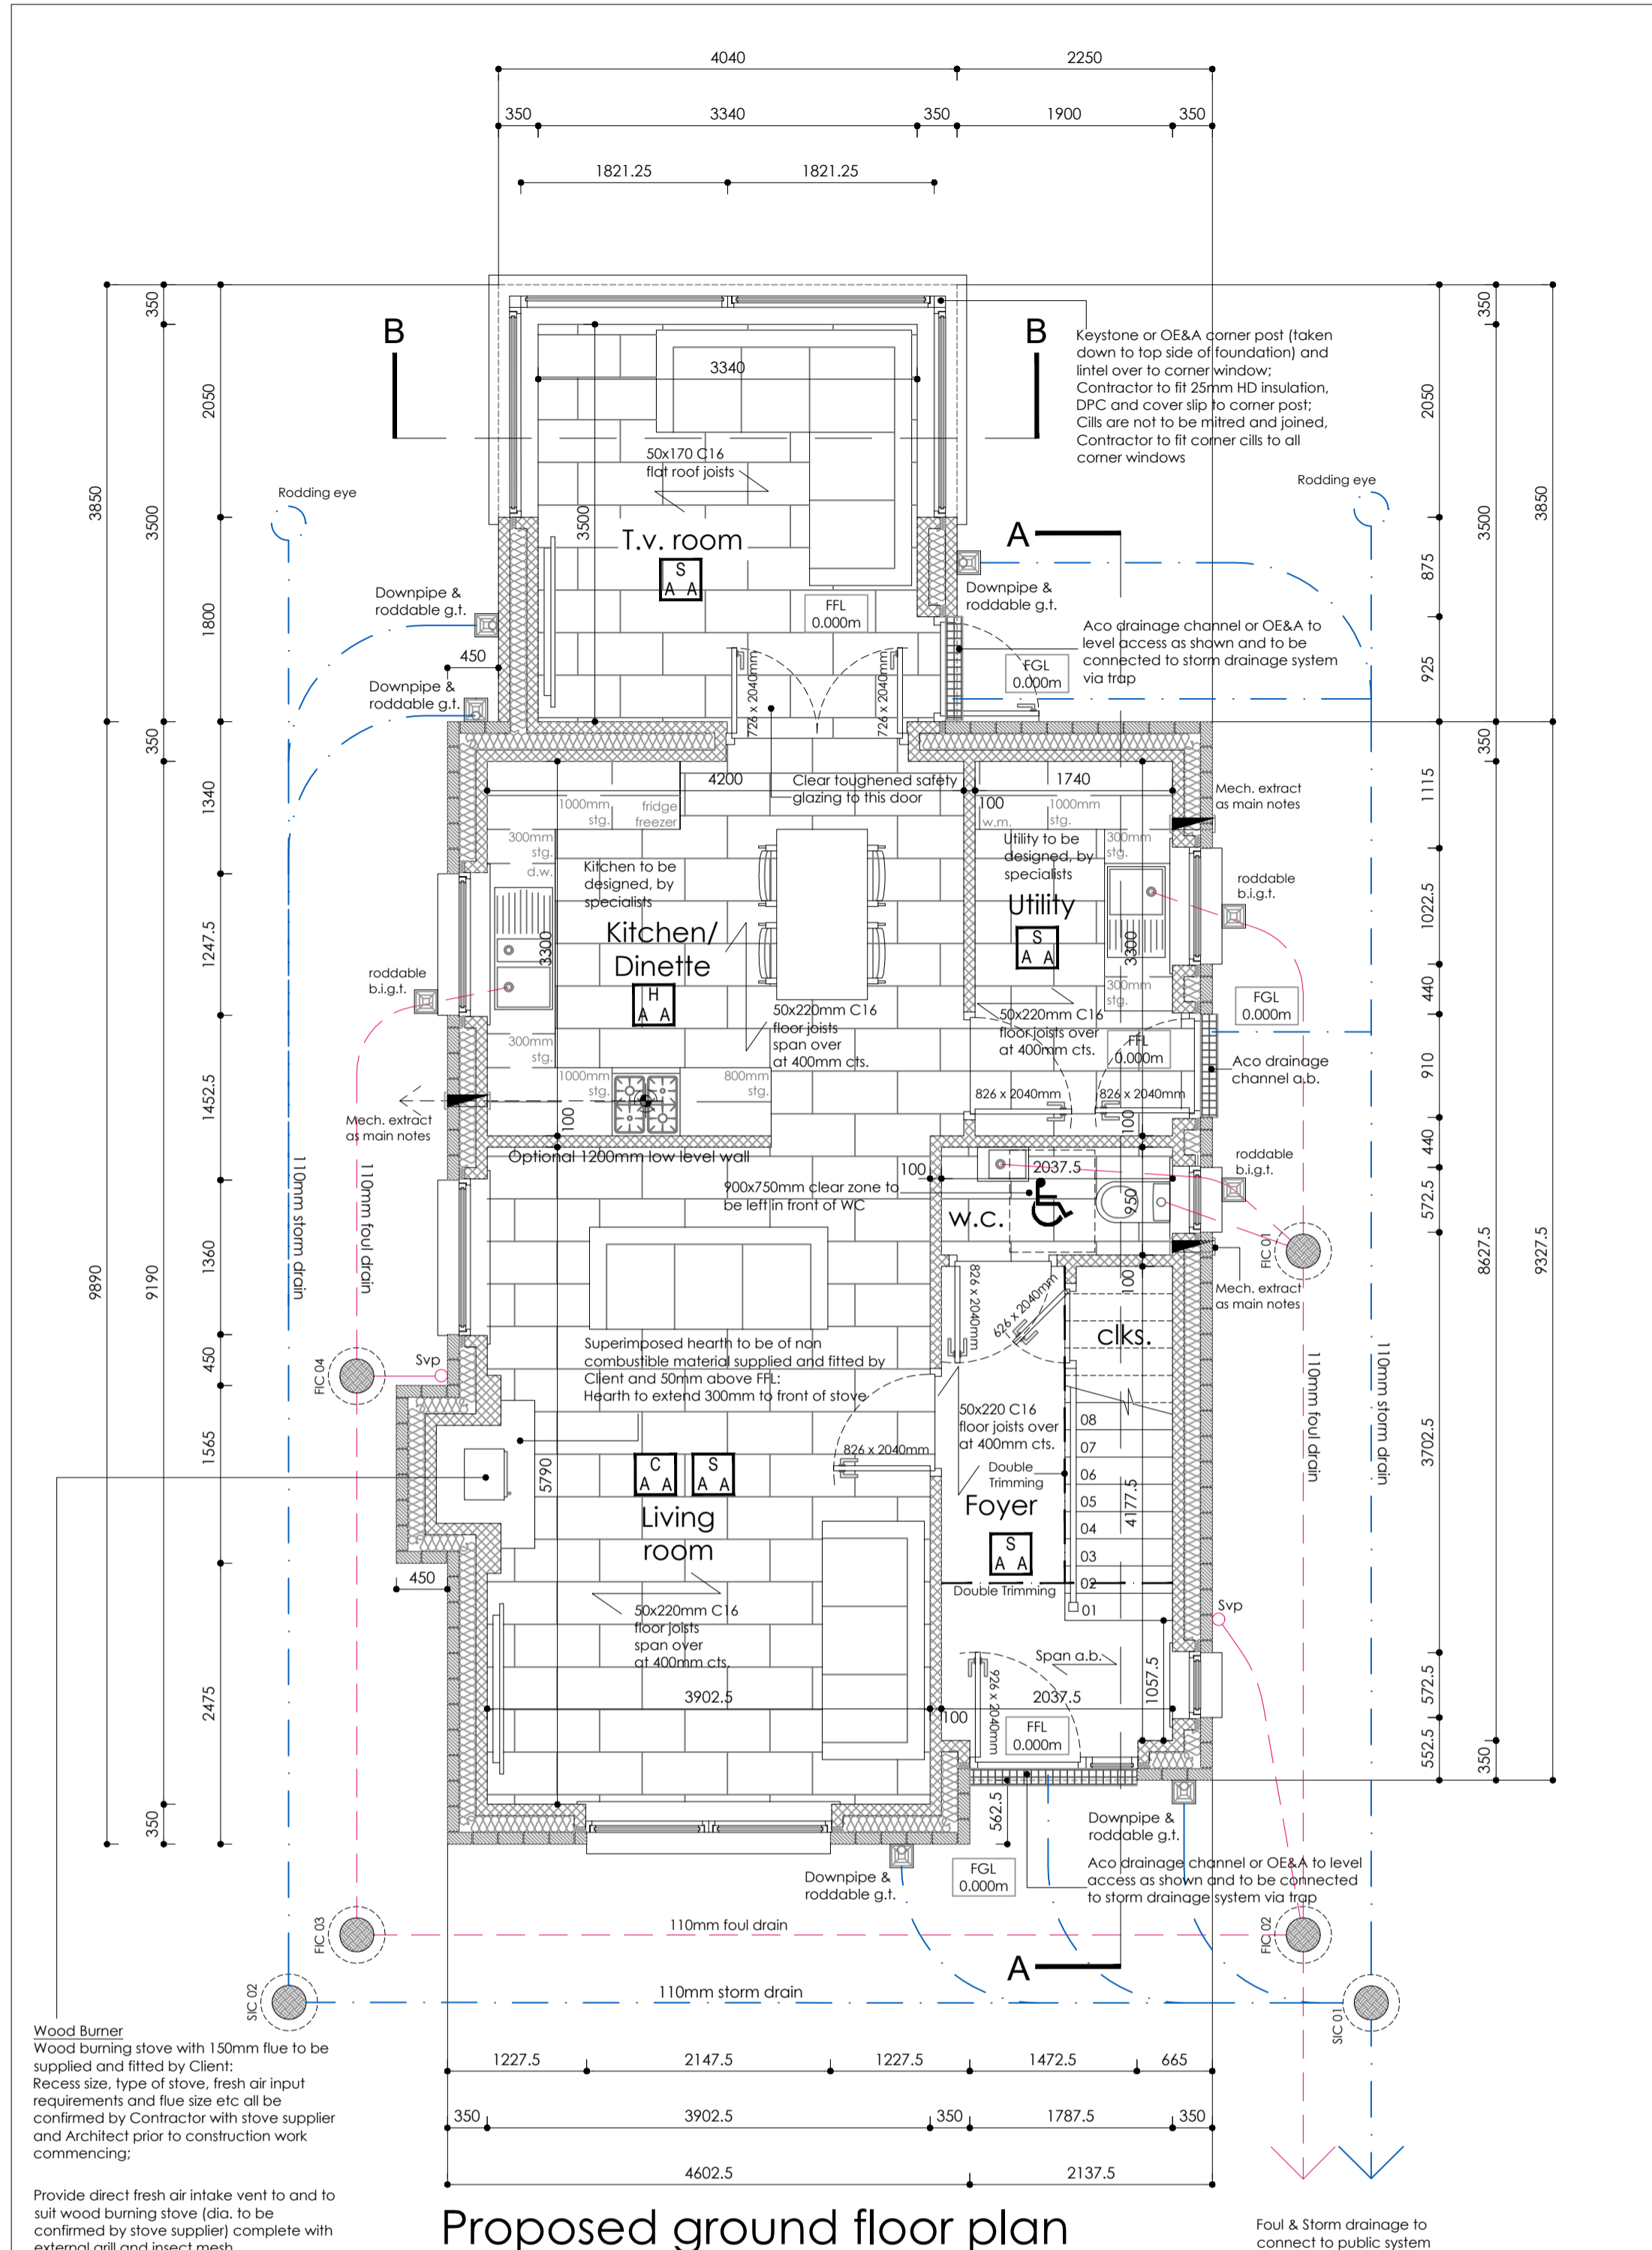 4040
2250
350
3340
350
1900
350
1821.25
1821.25
B
B
Keystone or OE&A corner post (taken
down to top side of foundation) and
lintel over to corner window;
Contractor to fit 25mm HD insulation,
DPC and cover slip to corner post;
Cills are not to be mitred and joined,
Contractor to fit corner cills to all
corner windows
3340
50x170 C16
flat roof joists
3500
T.v. room
S
A A
FFL
0.000m
Rodding eye
Rodding eye
A
Downpipe &
roddable g.t.
Downpipe &
roddable g.t.
450
Downpipe &
roddable g.t.
Aco drainage channel or OE&A to
level access as shown and to be
connected to storm drainage system
via trap
FGL
0.000m
726 x 2040mm
726 x 2040mm
3850
9890
350
3500
350
9190
350
2050
1800
1340
1247.5
1452.5
1360
450
1565
2475
2050
875
925
1115
1022.5
440
910
440
572.5
3702.5
572.5
552.5
350
3500
350
8627.5
350
3850
9327.5
4200
Clear toughened safety
glazing to this door
1740
100
1000mm
stg.
fridge
freezer
w.m.
1000mm
stg.
300mm
stg.
d.w.
300mm
stg.
Mech. extract
as main notes
Kitchen to be
designed, by
specialists
Utility to be
designed, by
specialists
Kitchen/
Dinette
H
A A
3300
Utility
S
A A
3300
roddable
b.i.g.t.
roddable
b.i.g.t.
300mm
stg.
300mm
stg.
50x220mm C16
floor joists
span over
at 400mm cts.
50x220mm C16
floor joists over
at 400mm cts.
FFL
0.000m
FGL
0.000m
Aco drainage
channel a.b.
1000mm
stg.
800mm
stg.
826 x 2040mm
826 x 2040mm
Mech. extract
as main notes
100
100
Optional 1200mm low level wall
900x750mm clear zone to
be left in front of WC
100
2037.5
950
w.c.
roddable
b.i.g.t.
FIC 01
Mech. extract
as main notes
110mm storm drain
110mm foul drain
110mm foul drain
110mm storm drain
100
826 x 2040mm
626 x 2040mm
clks.
Svp
FIC 04
Superimposed hearth to be of non
combustible material supplied and fitted by
Client and 50mm above FFL:
Hearth to extend 300mm to front of stove
50x220 C16
floor joists over
at 400mm cts.
826 x 2040mm
Double
Trimming
08
07
06
05
04
03
02
01
4177.5
C
A A
S
A A
5790
Living
room
Foyer
S
A A
Double Trimming
450
50x220mm C16
floor joists
span over
at 400mm cts.
Svp
Span a.b.
1057.5
926 x 2040mm
3902.5
100
2037.5
FFL
0.000m
562.5
Downpipe &
roddable g.t.
FGL
0.000m
Downpipe &
roddable g.t.
Aco drainage channel or OE&A to level
access as shown and to be connected
to storm drainage system via trap
FIC 03
110mm foul drain
FIC 02
A
SIC 02
110mm storm drain
SIC 01
Wood Burner
Wood burning stove with 150mm flue to be
supplied and fitted by Client:
Recess size, type of stove, fresh air input
requirements and flue size etc all be
confirmed by Contractor with stove supplier
and Architect prior to construction work
commencing;
Provide direct fresh air intake vent to and to
suit wood burning stove (dia. to be
confirmed by stove supplier) complete with
external grill and insect mesh
1227.5
2147.5
1227.5
1472.5
665
350
3902.5
350
1787.5
350
4602.5
2137.5
Proposed ground floor plan
Foul & Storm drainage to
connect to public system